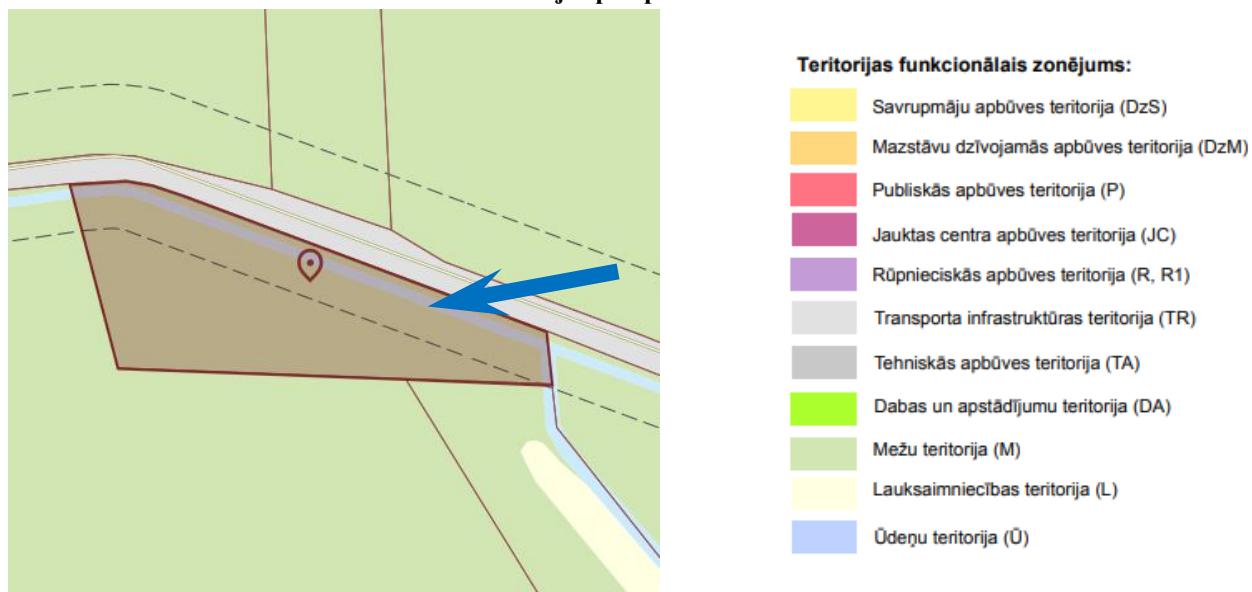 Teritorijas funkcionālais zonējums:
Savrupmāju apbūves teritorija (DzS)
Mazstāvu dzīvojamās apbūves teritorija (DzM)
Publiskās apbūves teritorija (P)
Jauktas centra apbūves teritorija (JC)
Rūpnieciskās apbūves teritorija (R, R1)
Transporta infrastruktūras teritorija (TR)
Tehniskās apbūves teritorija (TA)
Dabas un apstādījumu teritorija (DA)
Mežu teritorija (M)
Lauksaimniecības teritorija (L)
Ūdeņu teritorija (Ū)